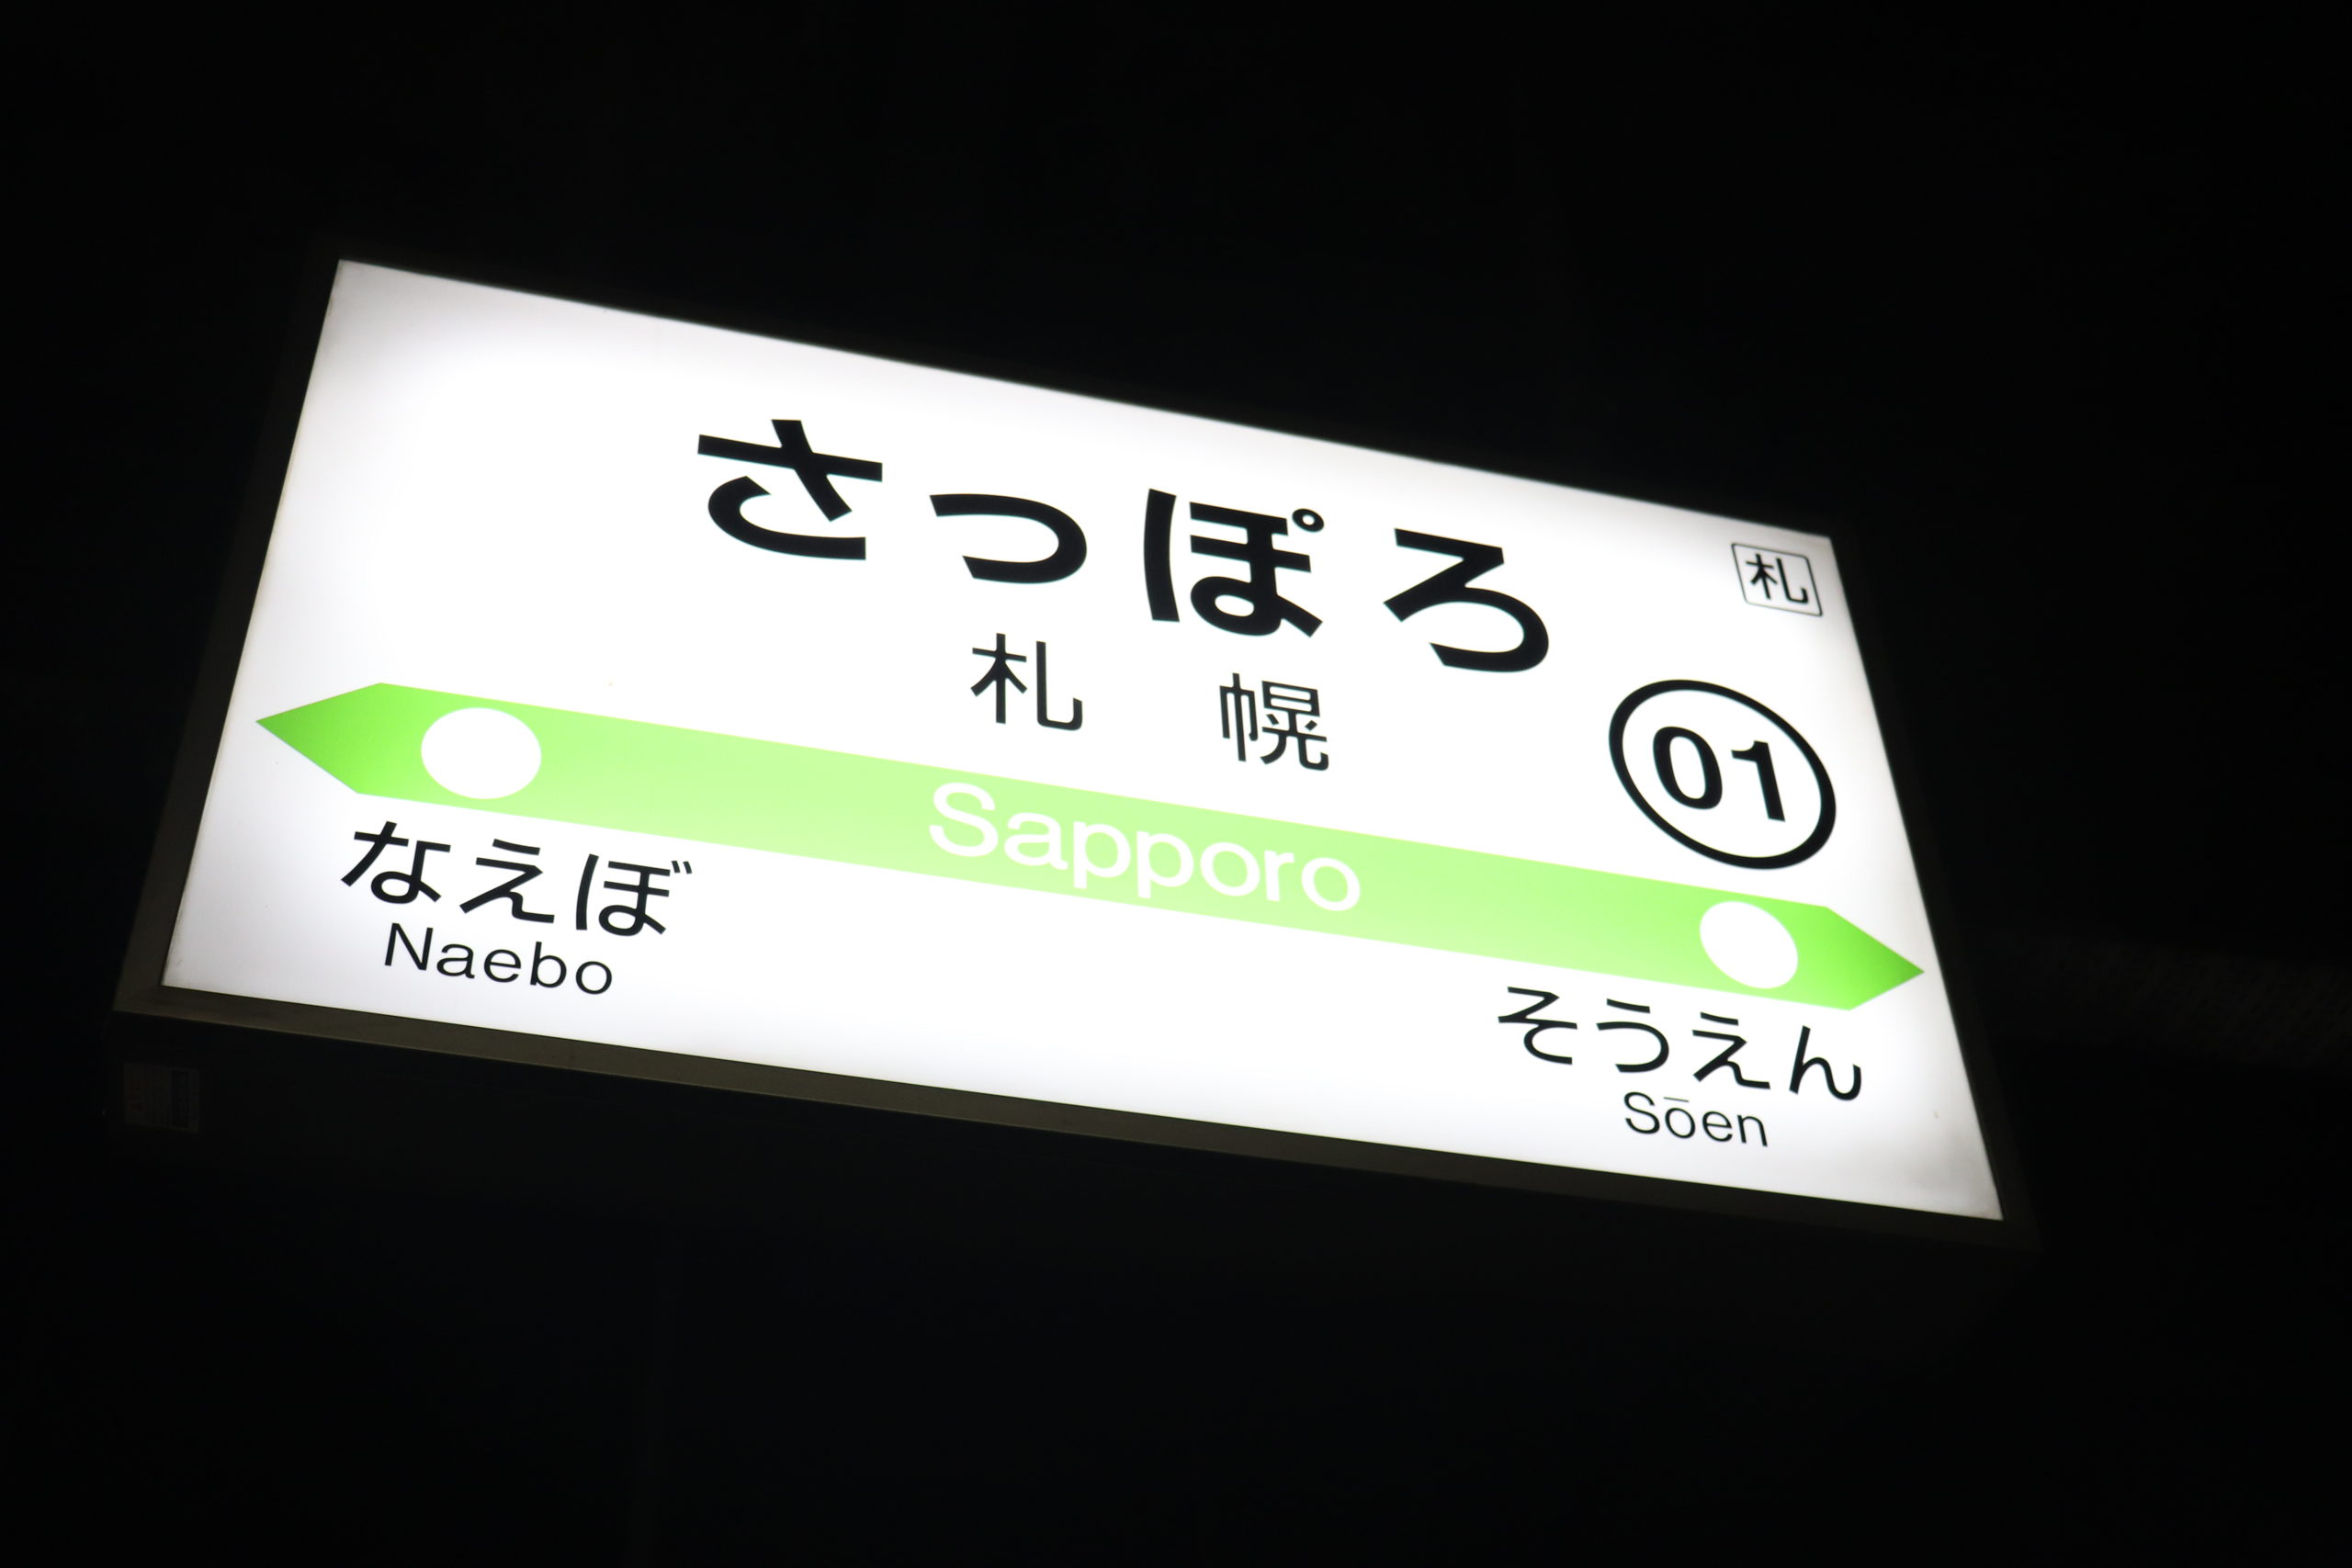 さっぽろ
札
札幌
01
Sapporo
なえぼ
Naebo
そうえん
Sōen